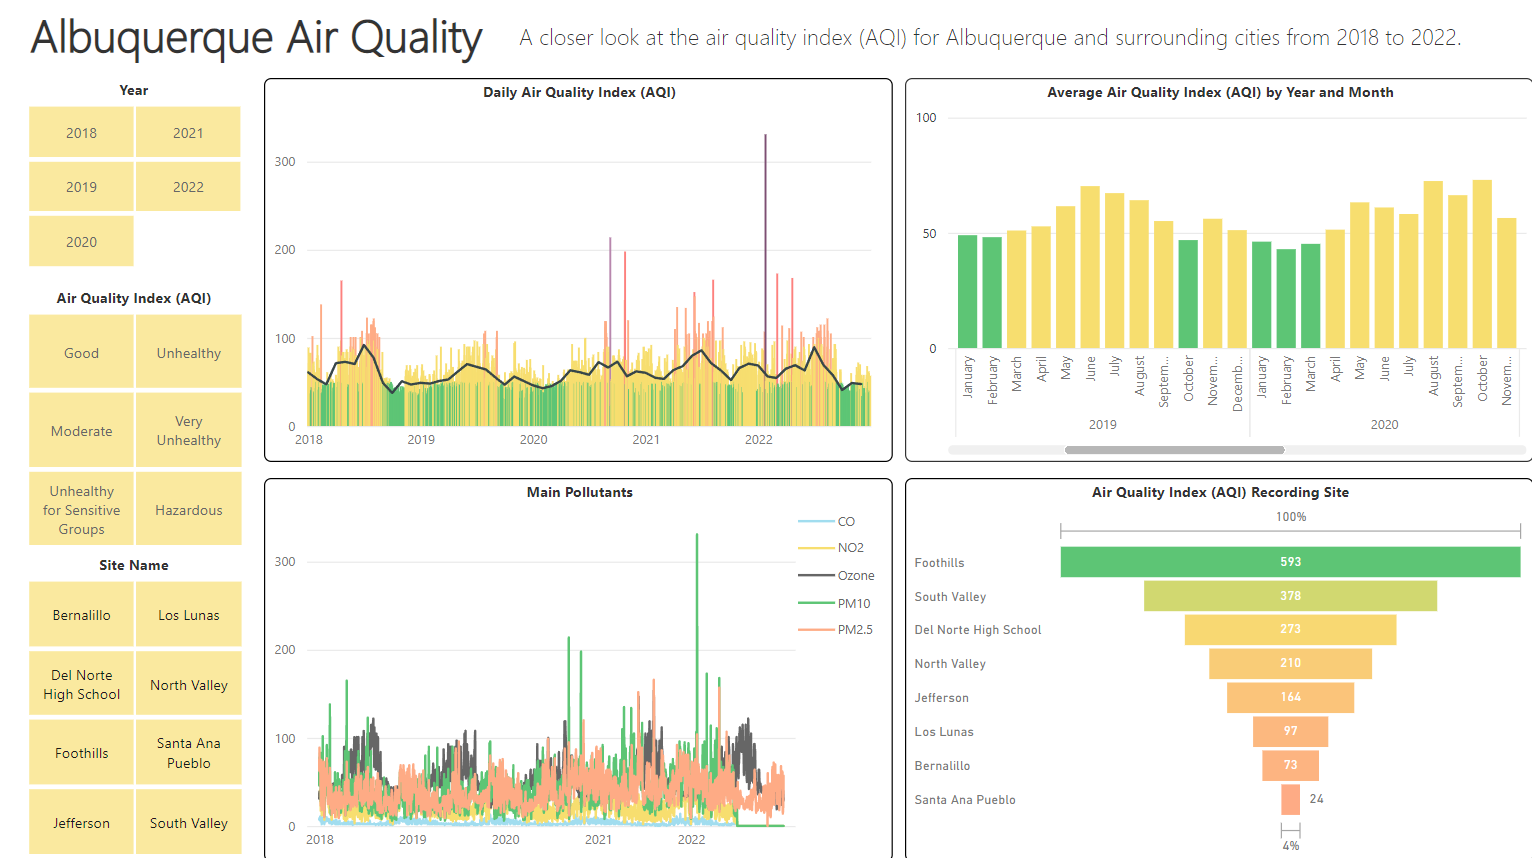 Albuquerque Air Quality
A closer look at the air quality index (AQI) for Albuquerque and surrounding cities from 2018 to 2022.
Year
2018
2021
2019
2022
2020
Air Quality Index (AQI)
Good
Unhealthy
Moderate
Very
Unhealthy
Unhealthy
for Sensitive
Groups
Hazardous
Site Name
Bernalillo
Los Lunas
Del Norte
High School
North Valley
Foothills
Santa Ana
Pueblo
Jefferson
South Valley
Daily Air Quality Index (AQI)
300
200
100
0
2018
2019
2020
2021
2022
Average Air Quality Index (AQI) by Year and Month
100
50
0
January
February
March
April
May
June
July
August
Septem...
October
Novem...
Decemb...
January
February
March
April
May
June
July
August
Septem...
October
Novem...
2019
2020
Main Pollutants
CO
NO2
Ozone
PM10
PM2.5
300
200
100
0
2018
2019
2020
2021
2022
Air Quality Index (AQI) Recording Site
100%
Foothills 593
South Valley 378
Del Norte High School 273
North Valley 210
Jefferson 164
Los Lunas 97
Bernalillo 73
Santa Ana Pueblo 24
4%